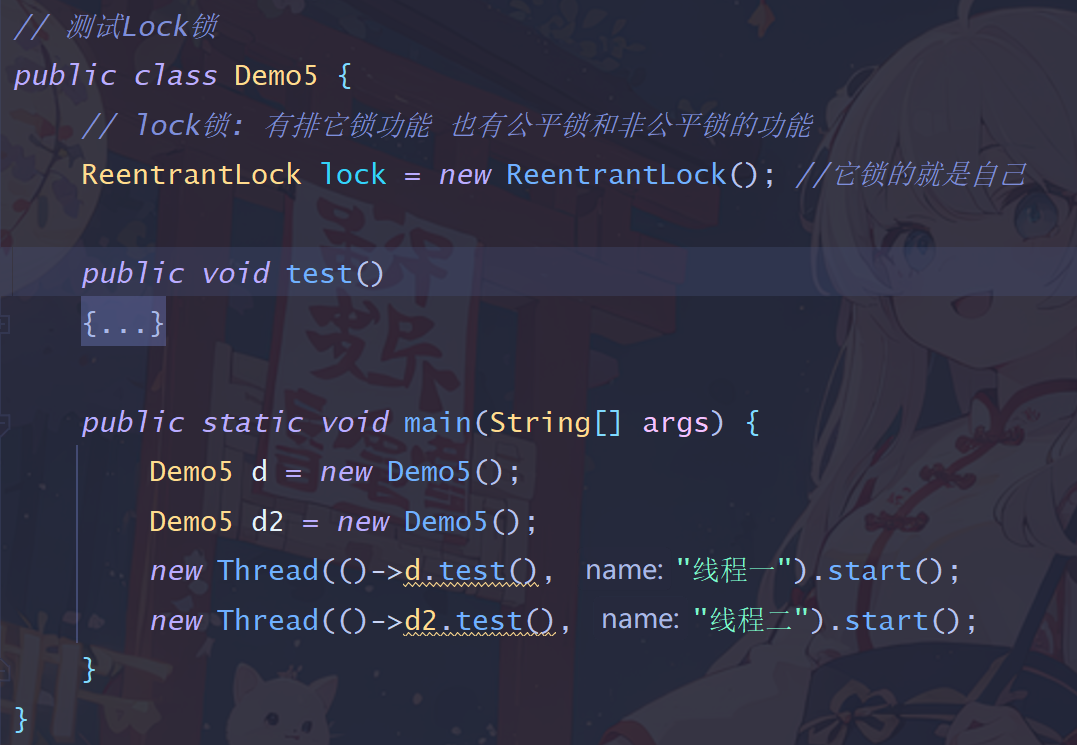 // 测试Lock锁
public class Demo5 {
// lock锁: 有排它锁功能 也有公平锁和非公平锁的功能
ReentrantLock lock = new ReentrantLock(); //它锁的就是自己
public void test()
{...}
public static void main(String[] args) {
Demo5 d = new Demo5();
Demo5 d2 = new Demo5();
new Thread(()->d.test(), name: "线程一").start();
new Thread(()->d2.test(), name: "线程二").start();
}
}